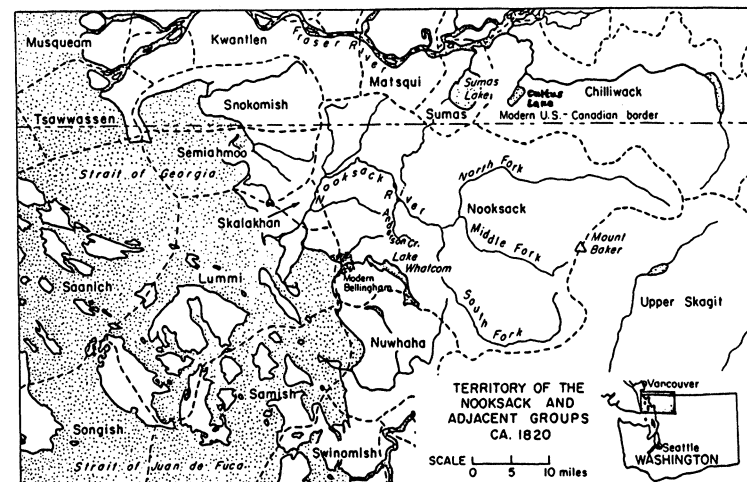 Musqueam
Kwantlen
Fraser River
Matsqui
Sumas
Lake
Cultus
Lake
Chilliwack
Snokomish
Tsawwassen
Sumas
Modern U.S.-Canadian border
Semiahmoo
Strait of Georgia
Nooksack River
North Fork
Skalakhan
Nooksack
Anderson Cr.
Middle Fork
Mount
Baker
Lake
Whatcom
Saanich
Lummi
Modern
Bellingham
South Fork
Upper Skagit
Nuwhaha
Samish
Songish
Swinomish
Strait of Juan de Fuca
TERRITORY OF THE
NOOKSACK AND
ADJACENT GROUPS
CA. 1820
SCALE
0 5 10 miles
Vancouver
Seattle
WASHINGTON